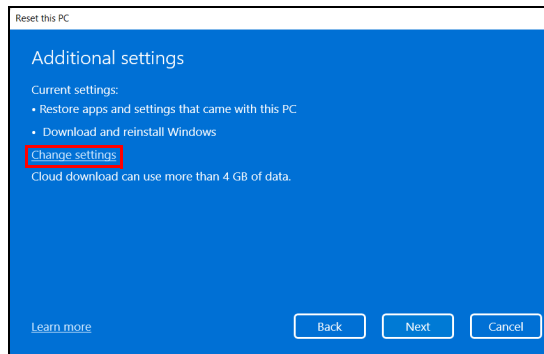 Reset this PC
Additional settings
Current settings:
• Restore apps and settings that came with this PC
• Download and reinstall Windows
Change settings
Cloud download can use more than 4 GB of data.
Learn more
Back
Next
Cancel